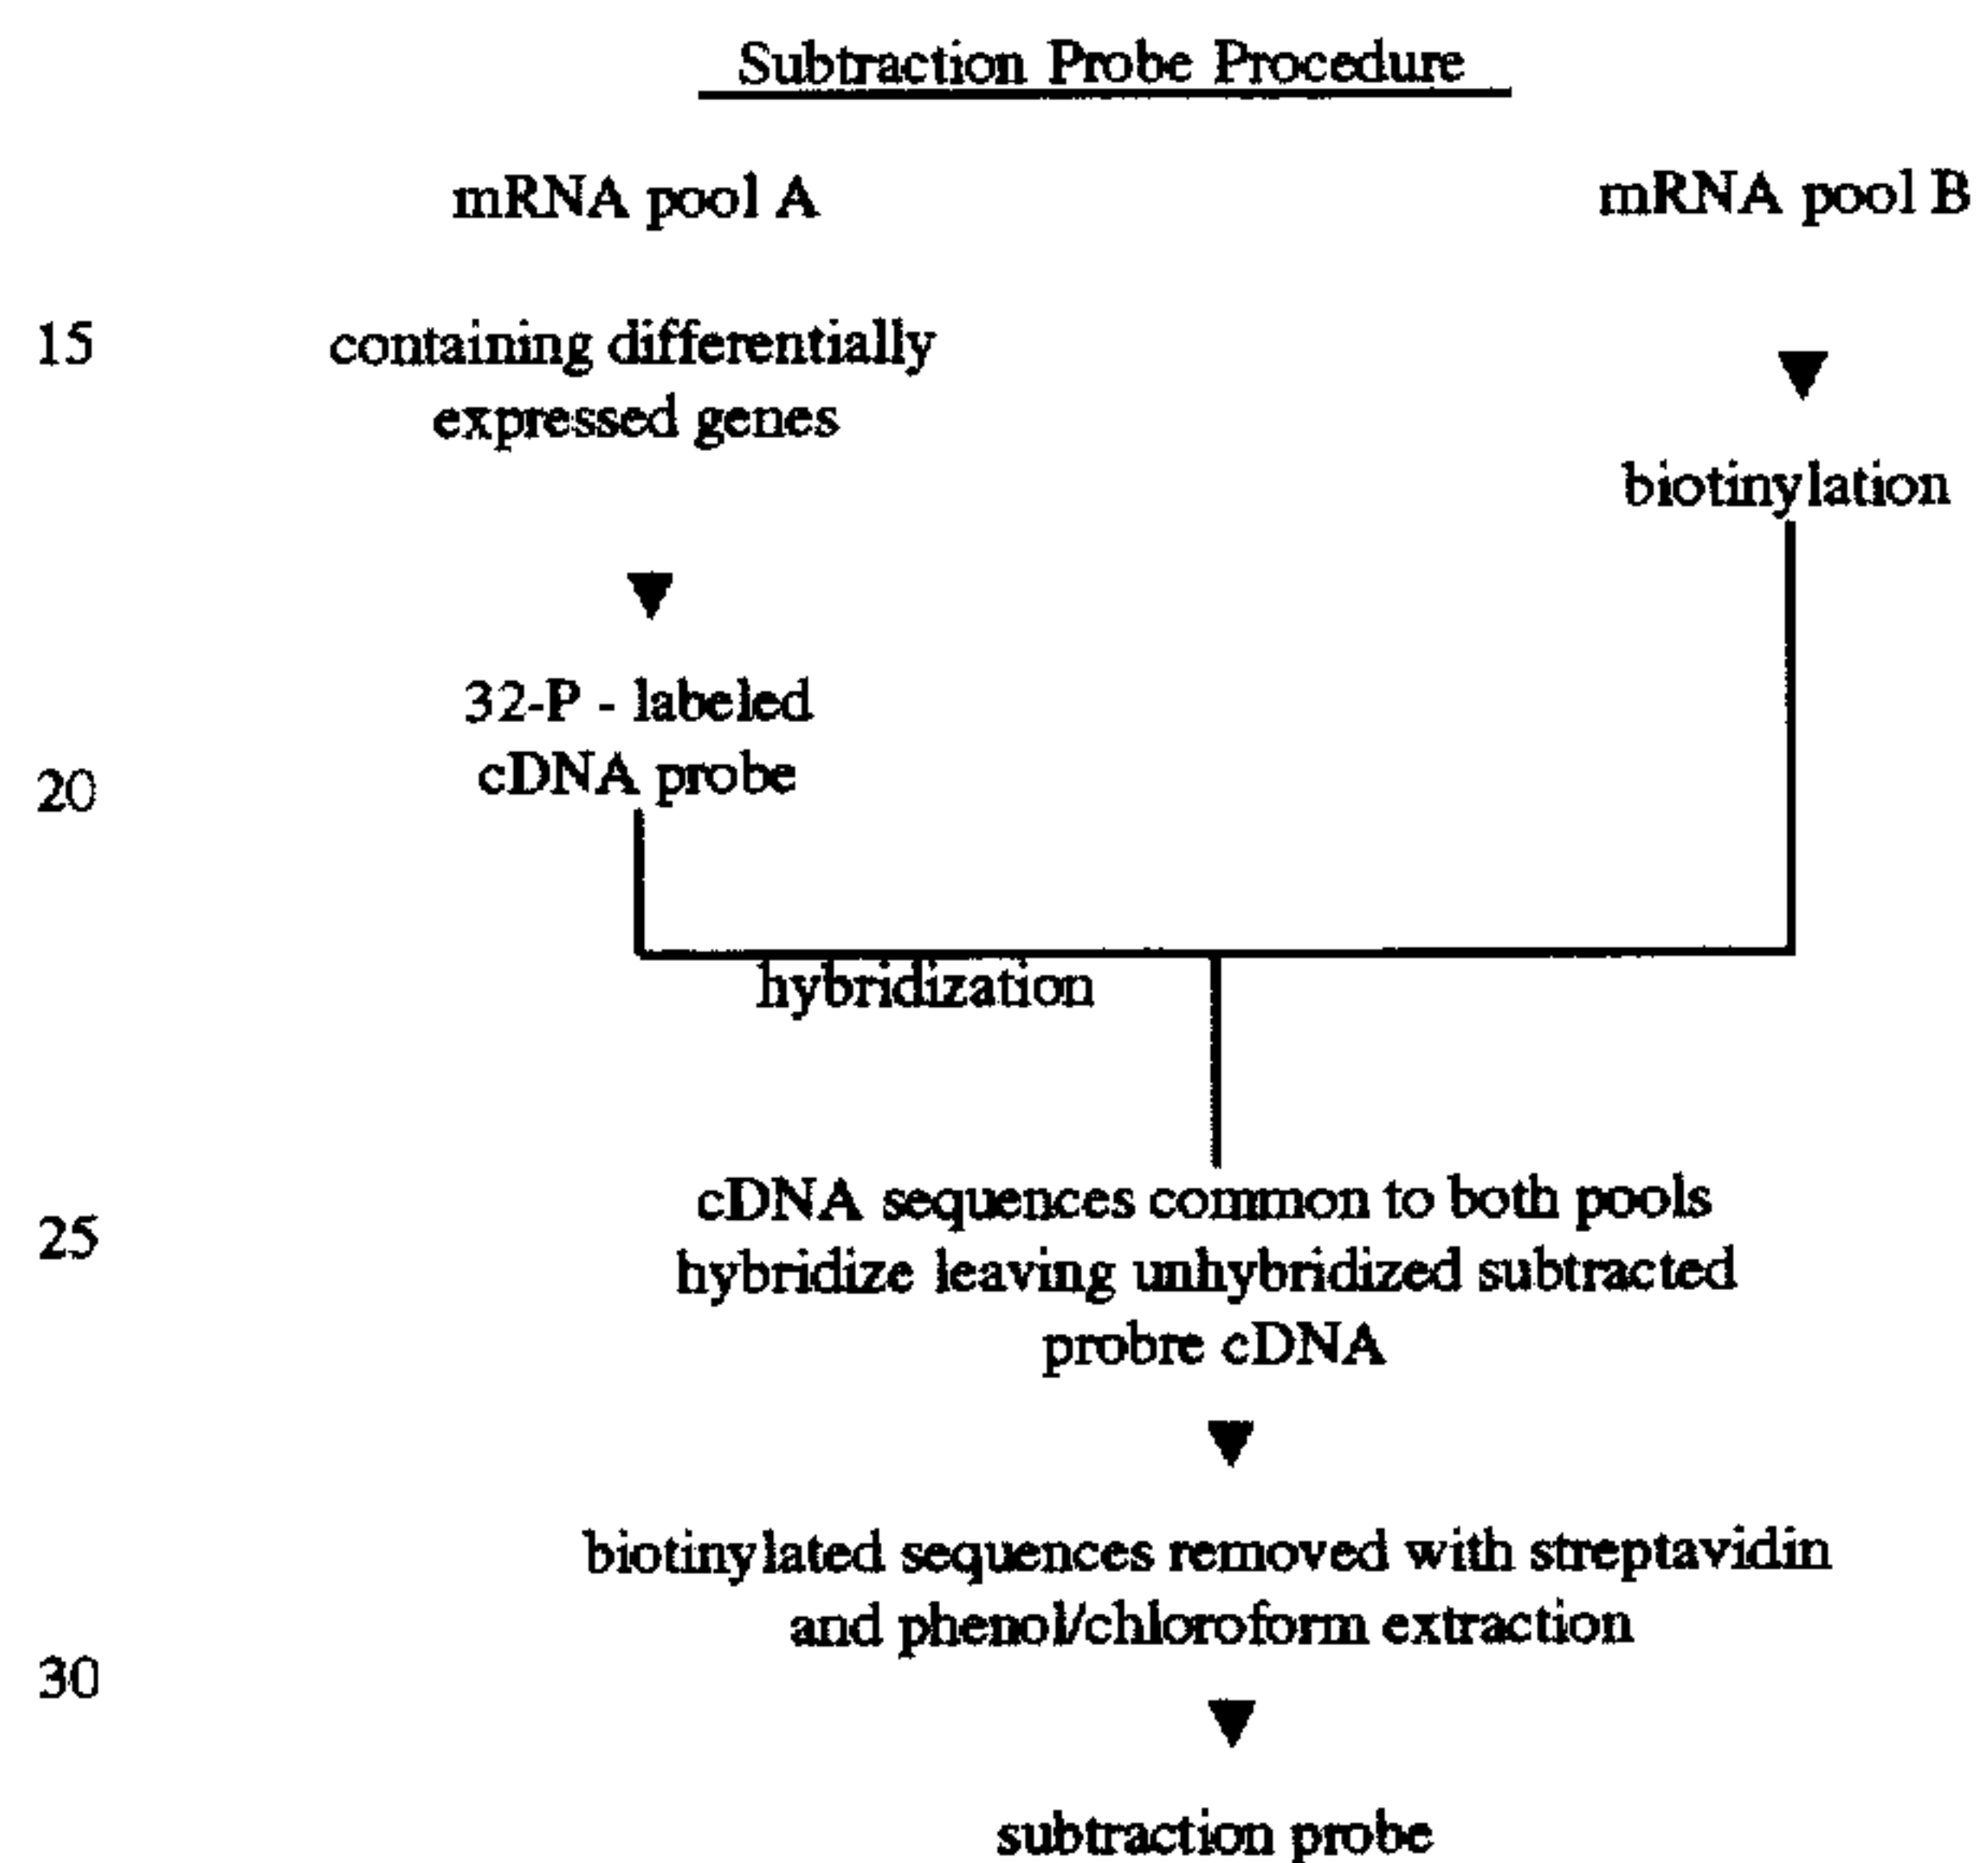 Subtraction Probe Procedure
mRNA pool A
mRNA pool B
15
containing differentially
expressed genes
biotinylation
32-P - labeled
cDNA probe
20
hybridization
cDNA sequences common to both pools
25
hybridize leaving unhybridized subtracted
probre cDNA
biotinylated sequences removed with streptavidin
and phenol/chloroform extraction
30
subtraction probe